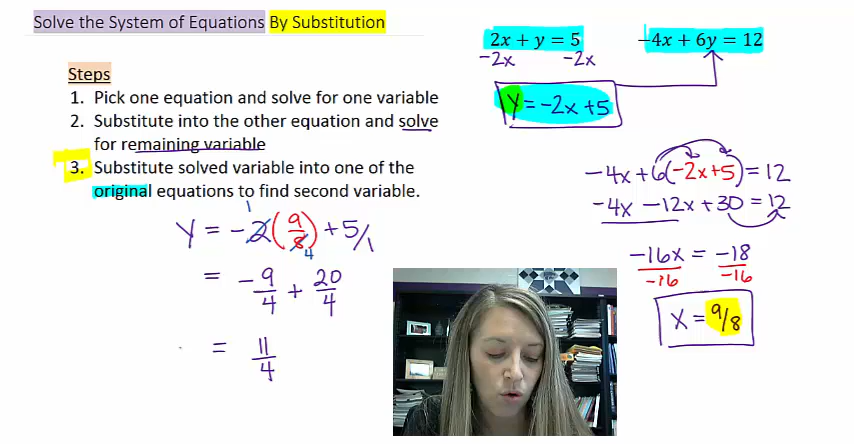 Solve the System of Equations By Substitution
Steps
1. Pick one equation and solve for one variable
2. Substitute into the other equation and solve
for remaining variable
3. Substitute solved variable into one of the
original equations to find second variable.
2x + y = 5
-2x -2x
y = -2x + 5
-4x + 6y = 12
-4x + 6(-2x+5) = 12
-4x - 12x + 30 = 12
-16x = -18
-16 -16
x = 9/8
y = -2(9/8) + 5/1
1
4
= -9/4 + 20/4
= 11/4